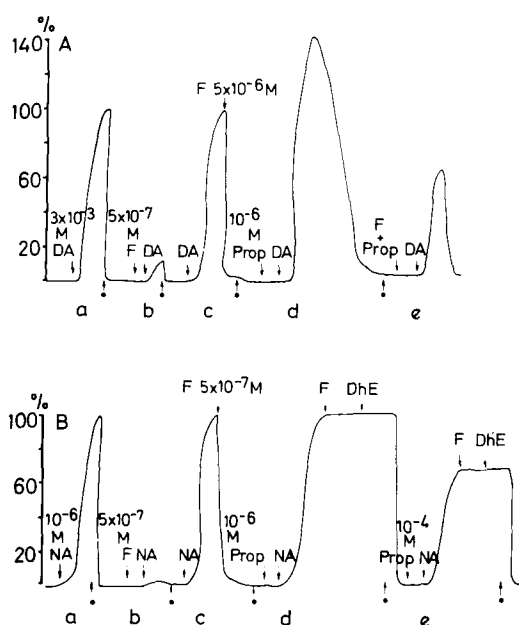 %
A
140
F 5x10⁻⁶M
100
60
3x10⁻³
M
DA
5x10⁻⁷
M
F DA
DA
10⁻⁶
M
Prop DA
F
+
Prop DA
20
a b c d e
%
B
F 5x10⁻⁷M
F DhE
100
F DhE
60
10⁻⁶
M
NA
5x10⁻⁷
M
F NA
NA
10⁻⁶
M
Prop NA
10⁻⁴
M
Prop NA
20
a b c d e